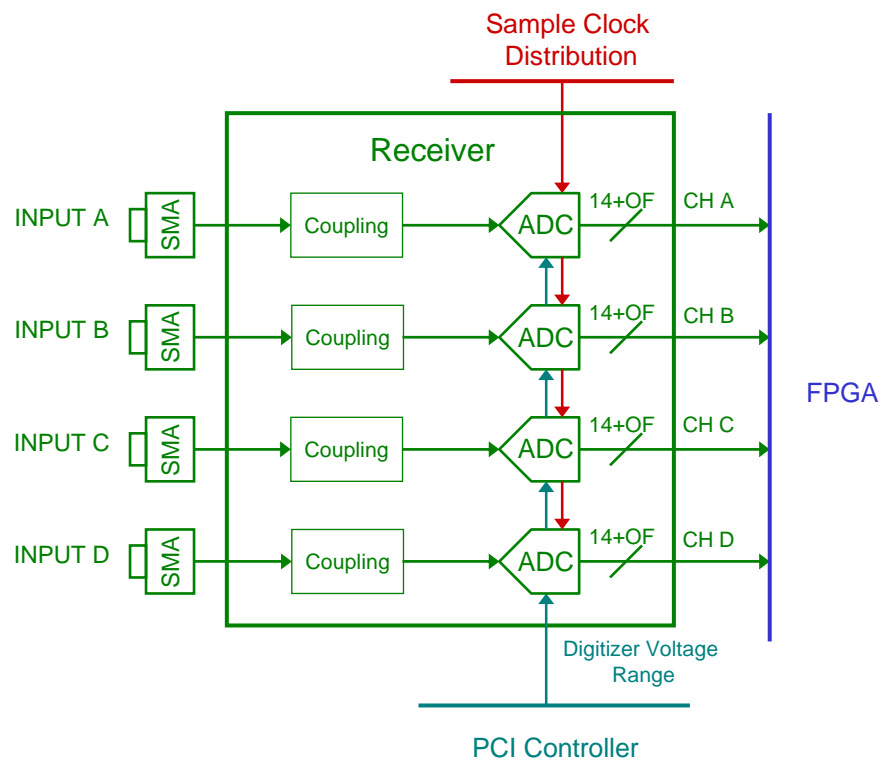 Sample Clock
Distribution
Receiver
INPUT A
SMA
Coupling
ADC
14+OF
CH A
INPUT B
SMA
Coupling
ADC
14+OF
CH B
FPGA
INPUT C
SMA
Coupling
ADC
14+OF
CH C
INPUT D
SMA
Coupling
ADC
14+OF
CH D
Digitizer Voltage
Range
PCI Controller